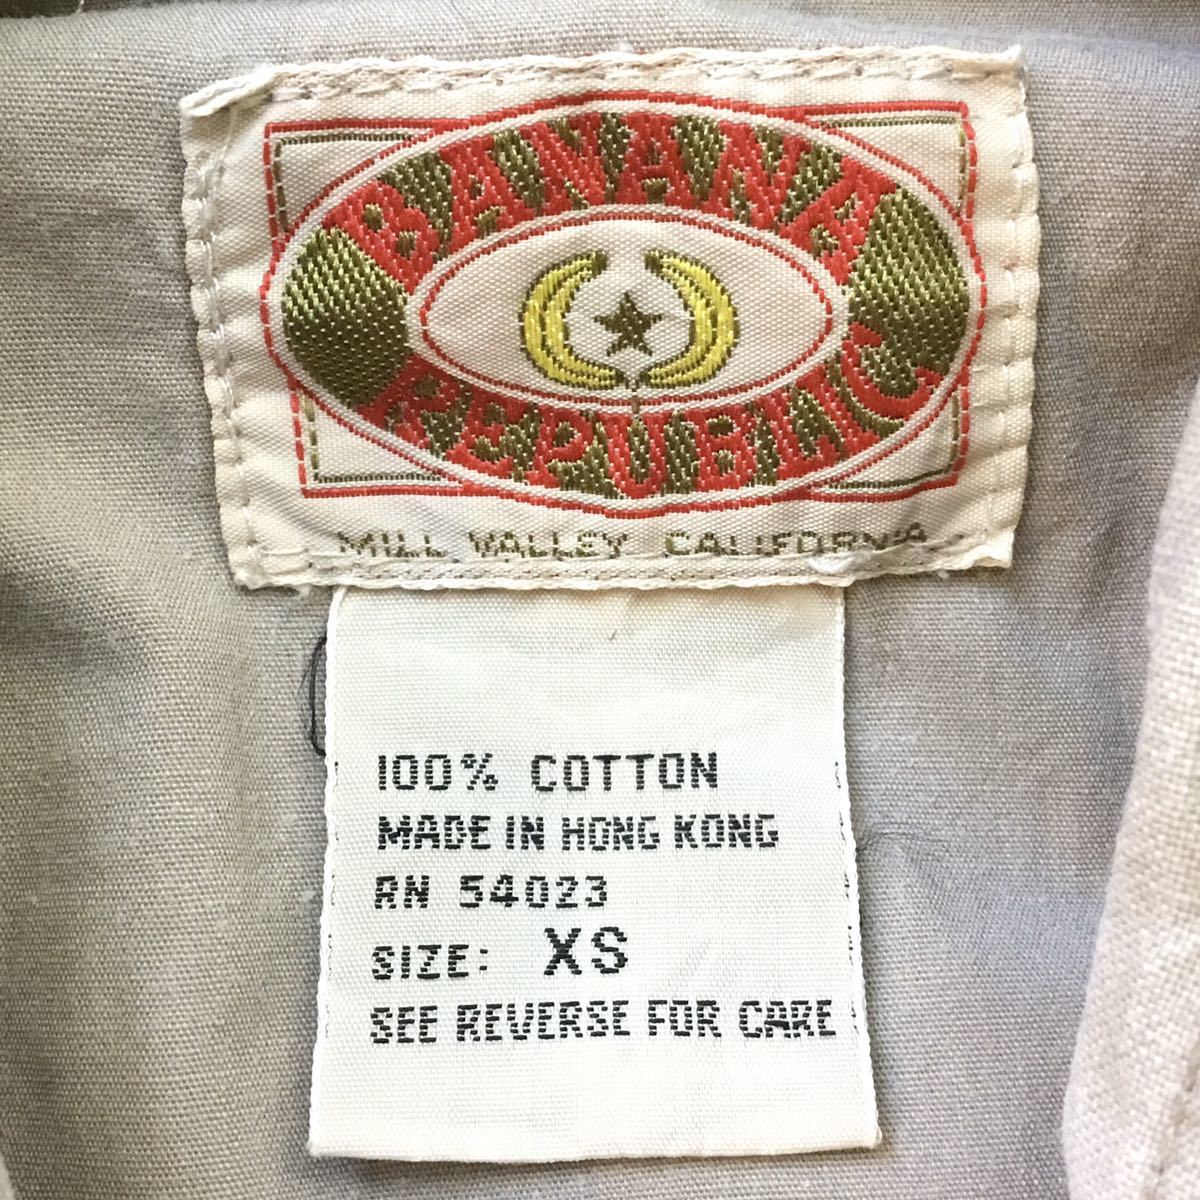 BANANA
REPUBLIC
MILL VALLEY CALIFORNIA
100% COTTON
MADE IN HONG KONG
RN 54023
SIZE: XS
SEE REVERSE FOR CARE